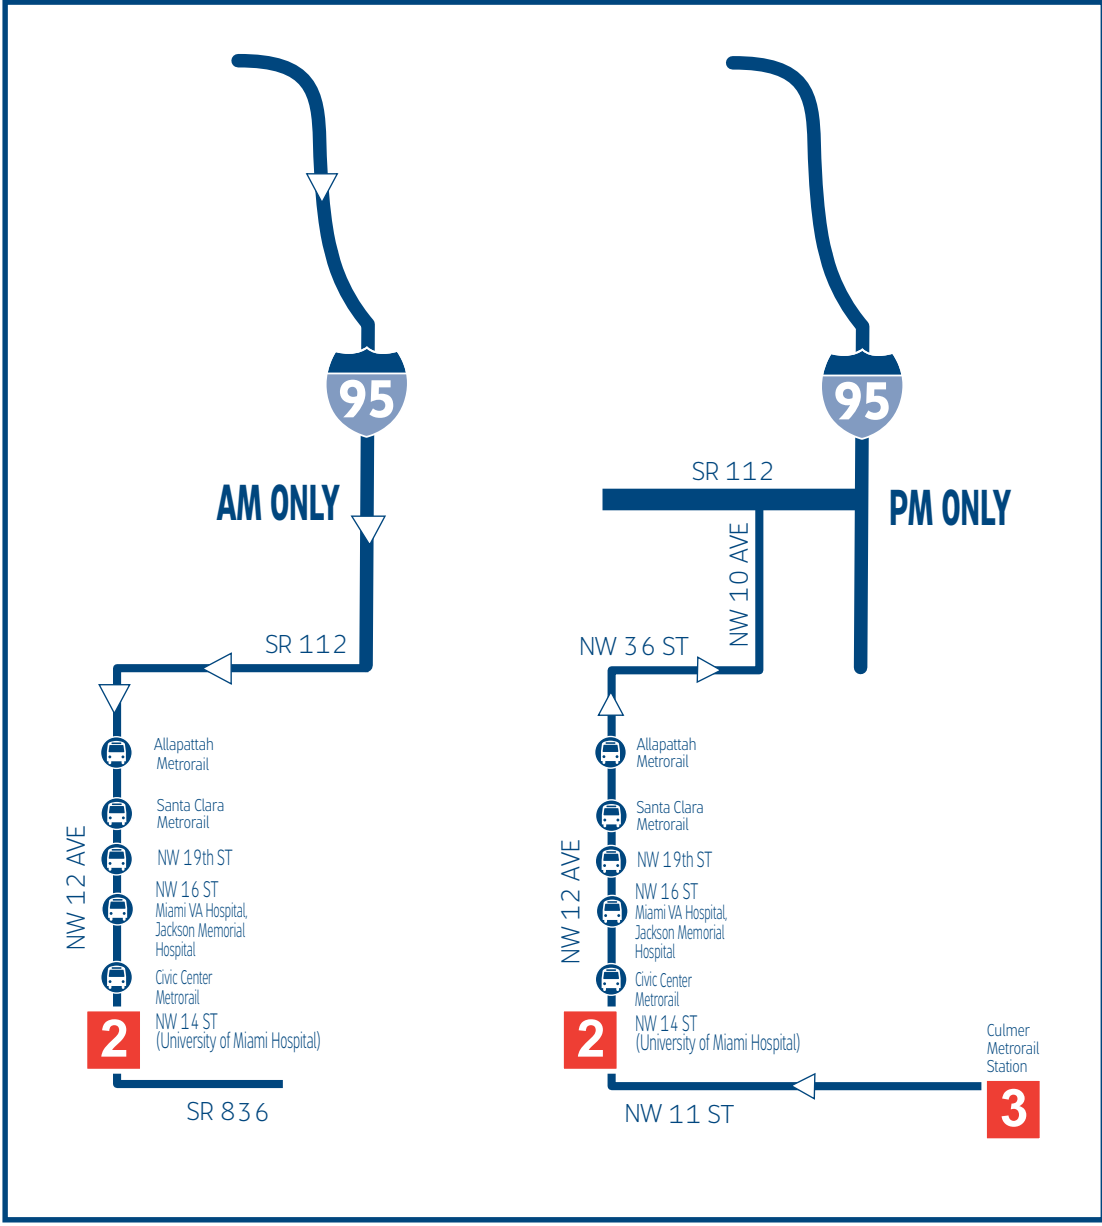 95
AM ONLY
SR 112
Allapattah
Metrorail
Santa Clara
Metrorail
NW 19th ST
NW 12 AVE
NW 16 ST
Miami VA Hospital,
Jackson Memorial
Hospital
Civic Center
Metrorail
2
NW 14 ST
(University of Miami Hospital)
SR 836
95
SR 112
PM ONLY
NW 10 AVE
NW 36 ST
Allapattah
Metrorail
Santa Clara
Metrorail
NW 19th ST
NW 12 AVE
NW 16 ST
Miami VA Hospital,
Jackson Memorial
Hospital
Civic Center
Metrorail
2
NW 14 ST
(University of Miami Hospital)
NW 11 ST
Culmer
Metrorail
Station
3